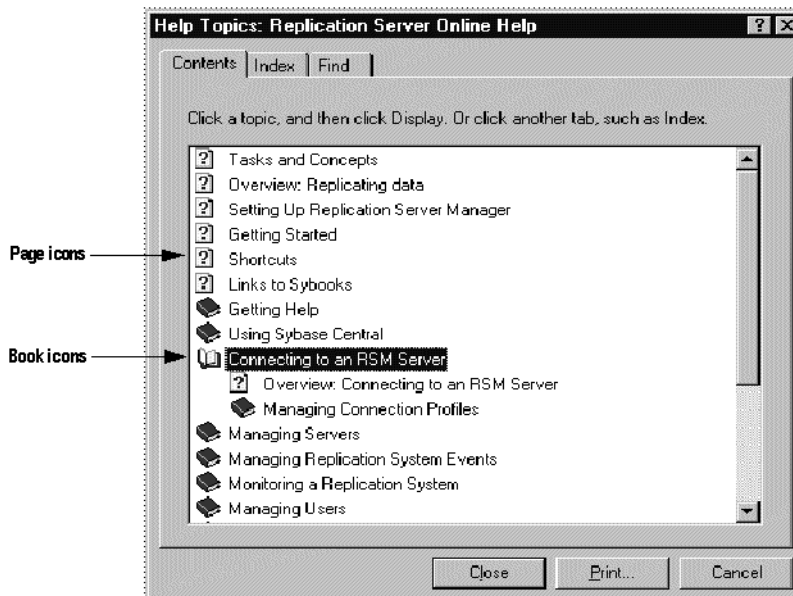 Help Topics: Replication Server Online Help
Contents Index Find
Click a topic, and then click Display. Or click another tab, such as Index.
Tasks and Concepts
Overview: Replicating data
Setting Up Replication Server Manager
Getting Started
Page icons
Shortcuts
Links to Sybooks
Getting Help
Using Sybase Central
Book icons
Connecting to an RSM Server
Overview: Connecting to an RSM Server
Managing Connection Profiles
Managing Servers
Managing Replication System Events
Monitoring a Replication System
Managing Users
Close Print... Cancel